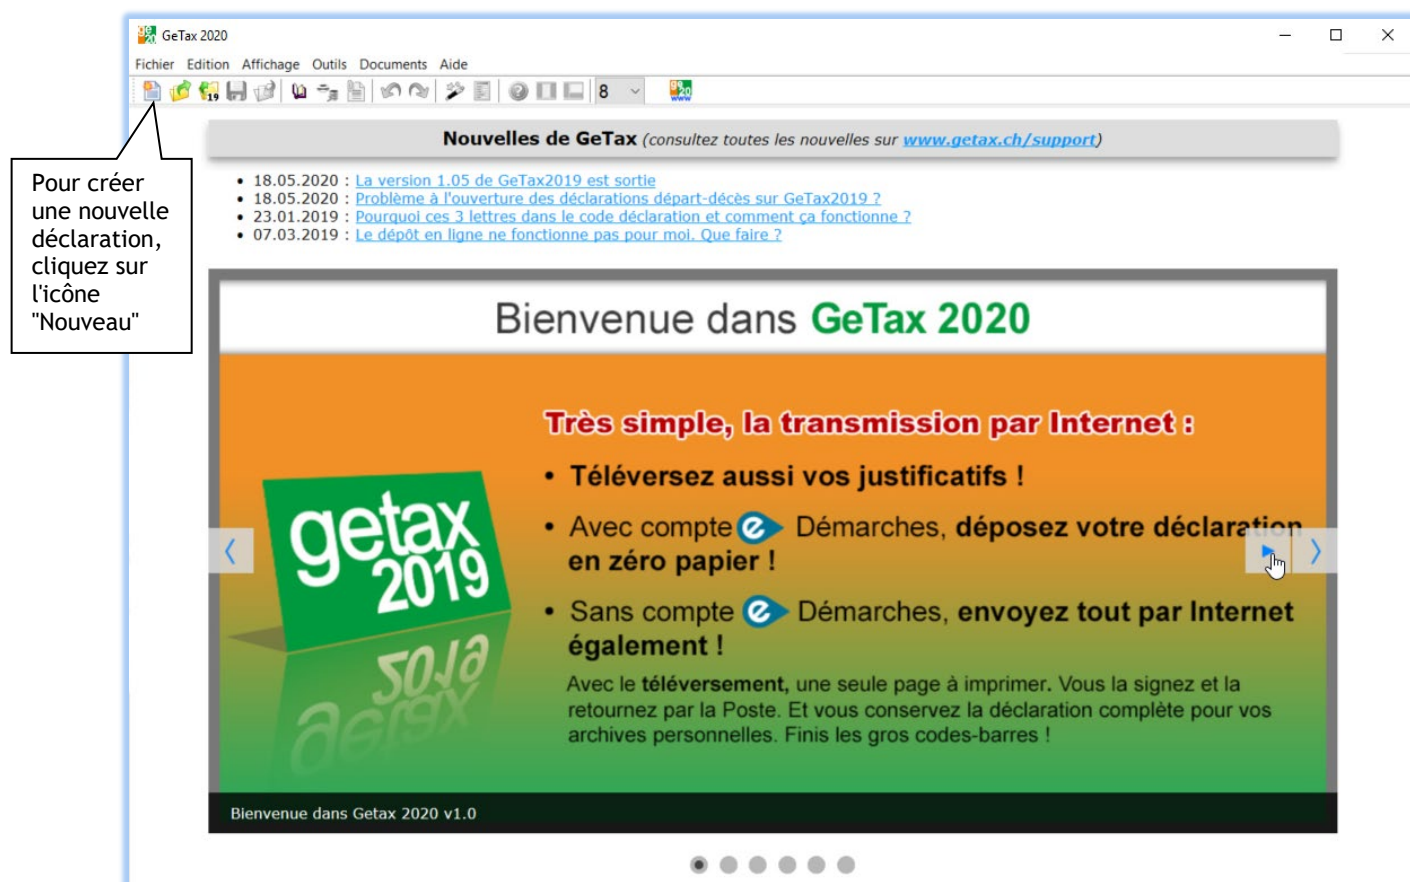 GeTax 2020
Fichier Edition Affichage Outils Documents Aide
19
8
ge20
www
Pour créer
une nouvelle
déclaration,
cliquez sur
l'icône
"Nouveau"
Nouvelles de GeTax (consultez toutes les nouvelles sur www.getax.ch/support)
• 18.05.2020 : La version 1.05 de GeTax2019 est sortie
• 18.05.2020 : Problème à l'ouverture des déclarations départ-décès sur GeTax2019 ?
• 23.01.2019 : Pourquoi ces 3 lettres dans le code déclaration et comment ça fonctionne ?
• 07.03.2019 : Le dépôt en ligne ne fonctionne pas pour moi. Que faire ?
Bienvenue dans GeTax 2020
getax
2019
Très simple, la transmission par Internet :
• Téléversez aussi vos justificatifs !
• Avec compte e Démarches, déposez votre déclaration
en zéro papier !
• Sans compte e Démarches, envoyez tout par Internet
également !
Avec le téléversement, une seule page à imprimer. Vous la signez et la
retournez par la Poste. Et vous conservez la déclaration complète pour vos
archives personnelles. Finis les gros codes-barres !
Bienvenue dans Getax 2020 v1.0